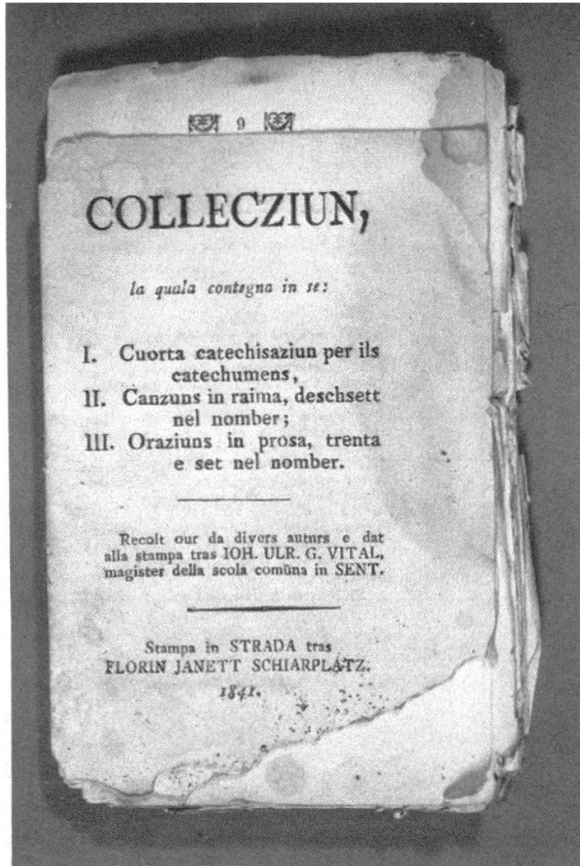 9
COLLECZIUN,
la quala contegna in se:
I. Cuorta catechisaziun per ils
catechumens,
II. Canzuns in raima, deschsett
nel nomber;
III. Oraziuns in prosa, trenta
e set nel nomber.
Recolt our da divers auturs e dat
alla stampa tras IOH. ULR. G. VITAL,
magister della scola comüna in SENT.
Stampa in STRADA tras
FLORIN JANETT SCHIARPLATZ.
1841.